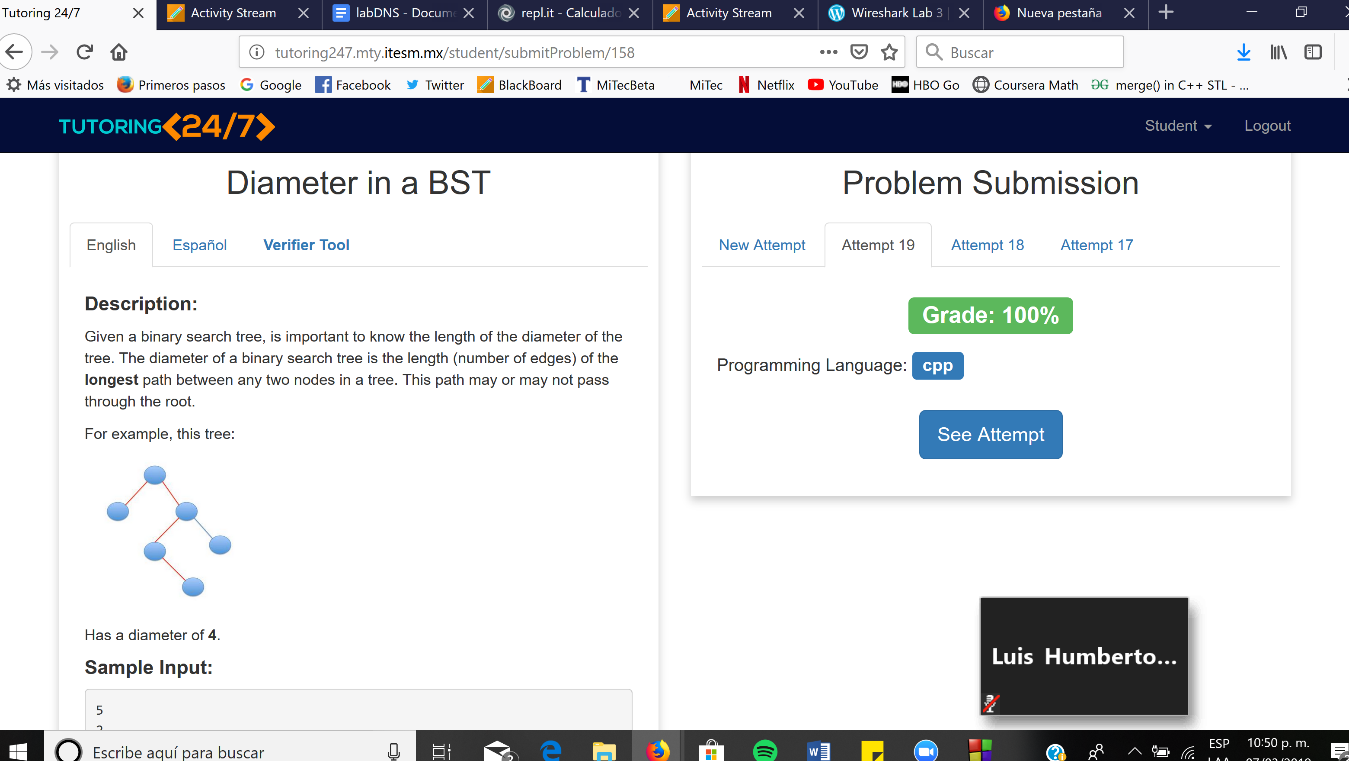 Tutoring 24/7
Activity Stream
labDNS - Docume
repl.it - Calculado
Activity Stream
Wireshark Lab 3
Nueva pestaña
tutoring247.mty.itesm.mx/student/submitProblem/158
Buscar
Más visitados
Primeros pasos
Google
Facebook
Twitter
BlackBoard
MiTecBeta
MiTec
Netflix
YouTube
HBO Go
Coursera Math
merge() in C++ STL - ...
TUTORING<24/7>
Student
Logout
Diameter in a BST
English
Español
Verifier Tool
Description:
Given a binary search tree, is important to know the length of the diameter of the
tree. The diameter of a binary search tree is the length (number of edges) of the
longest path between any two nodes in a tree. This path may or may not pass
through the root.
For example, this tree:
Has a diameter of 4.
Sample Input:
5
Problem Submission
New Attempt
Attempt 19
Attempt 18
Attempt 17
Grade: 100%
Programming Language: cpp
See Attempt
Luis Humberto...
Escribe aquí para buscar
ESP
10:50 p. m.